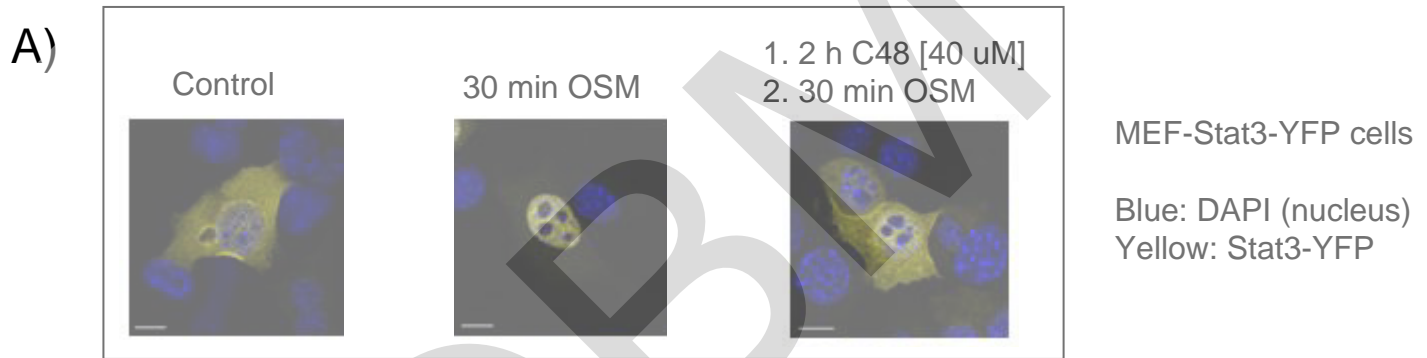 A)
Control
30 min OSM
1. 2 h C48 [40 uM]
2. 30 min OSM
MEF-Stat3-YFP cells
Blue: DAPI (nucleus)
Yellow: Stat3-YFP